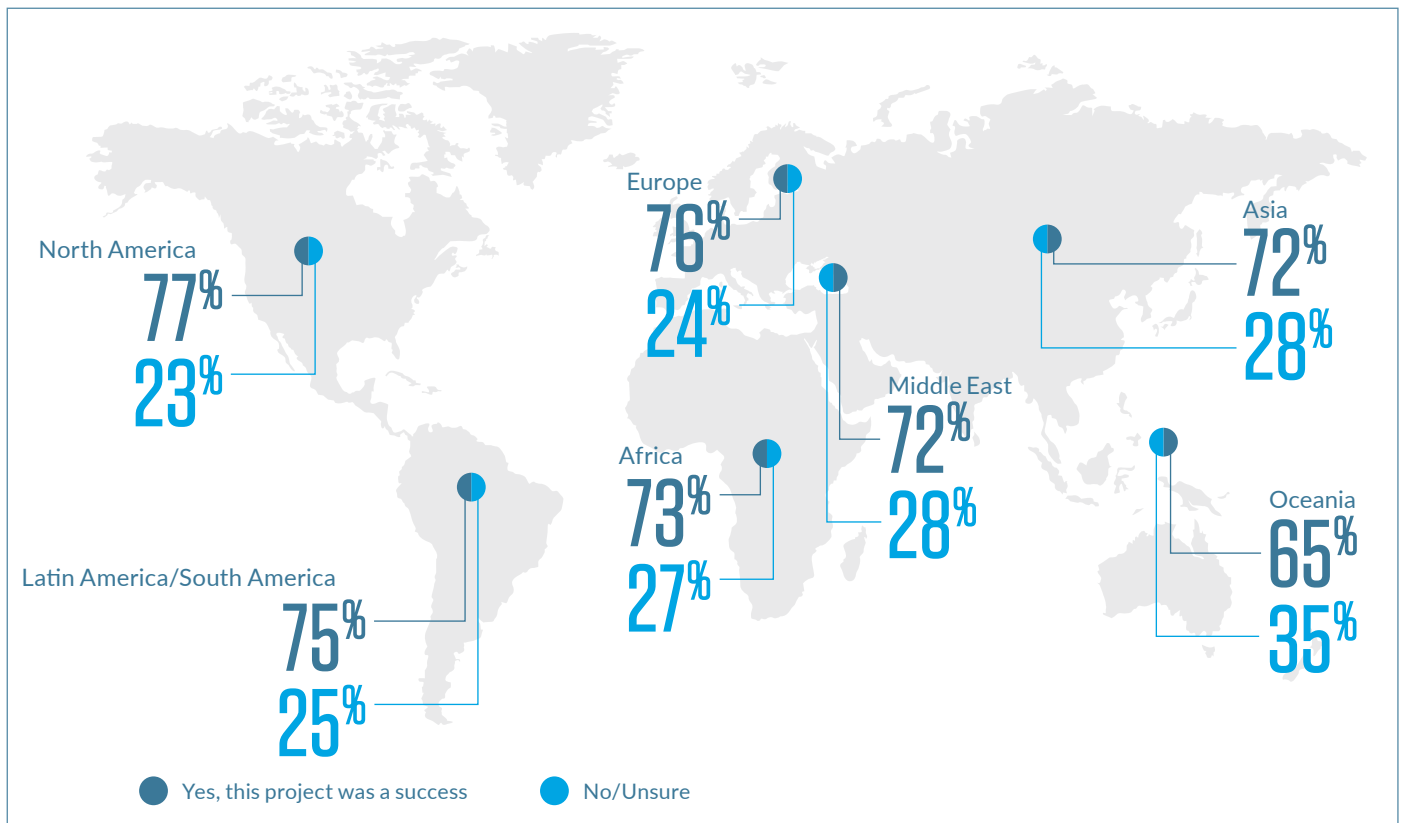 North America
77%
23%
Latin America/South America
75%
25%
Europe
76%
24%
Africa
73%
27%
Middle East
72%
28%
Asia
72%
28%
Oceania
65%
35%
Yes, this project was a success
No/Unsure